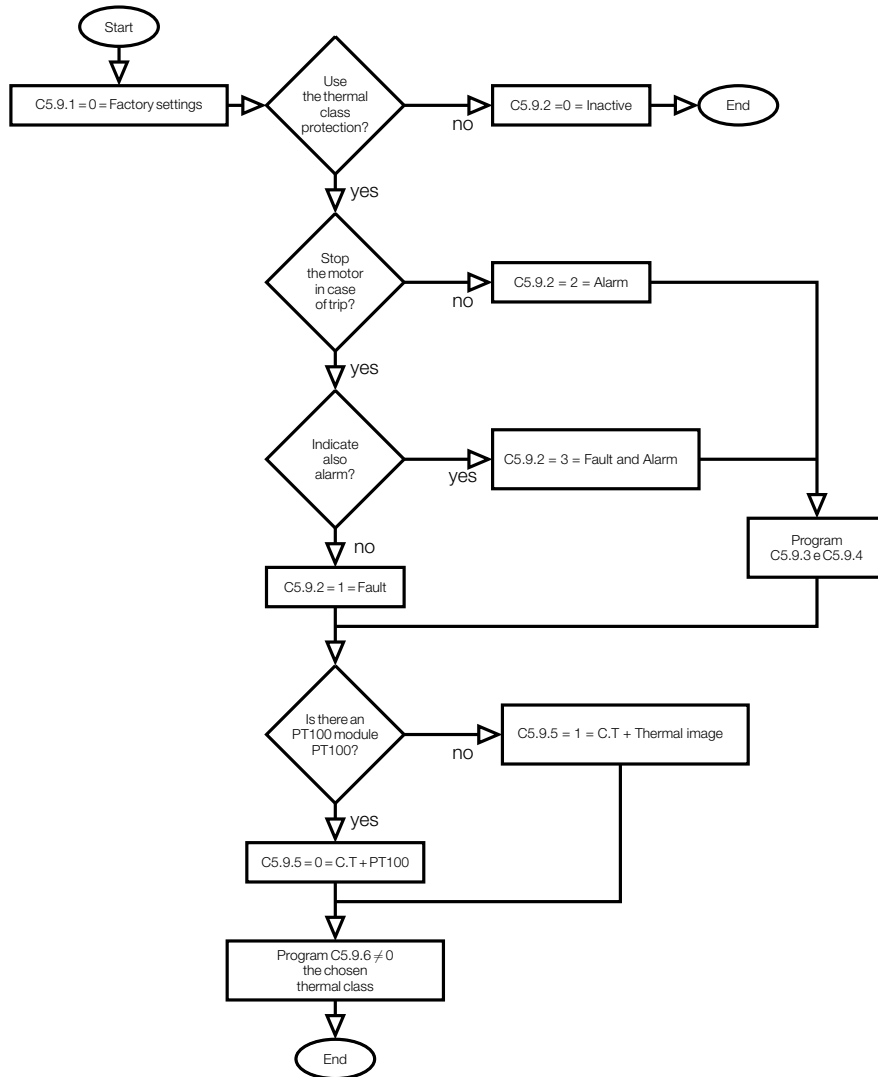 Start
C5.9.1 = 0 = Factory settings
Use
the thermal
class
protection?
no
C5.9.2 =0 = Inactive
End
yes
Stop
the motor
in case
of trip?
no
C5.9.2 = 2 = Alarm
yes
Indicate
also
alarm?
yes
C5.9.2 = 3 = Fault and Alarm
no
Program
C5.9.3 e C5.9.4
C5.9.2 = 1 = Fault
Is there an
PT100 module
PT100?
no
C5.9.5 = 1 = C.T + Thermal image
yes
C5.9.5 = 0 = C.T + PT100
Program C5.9.6 ≠ 0
the chosen
thermal class
End